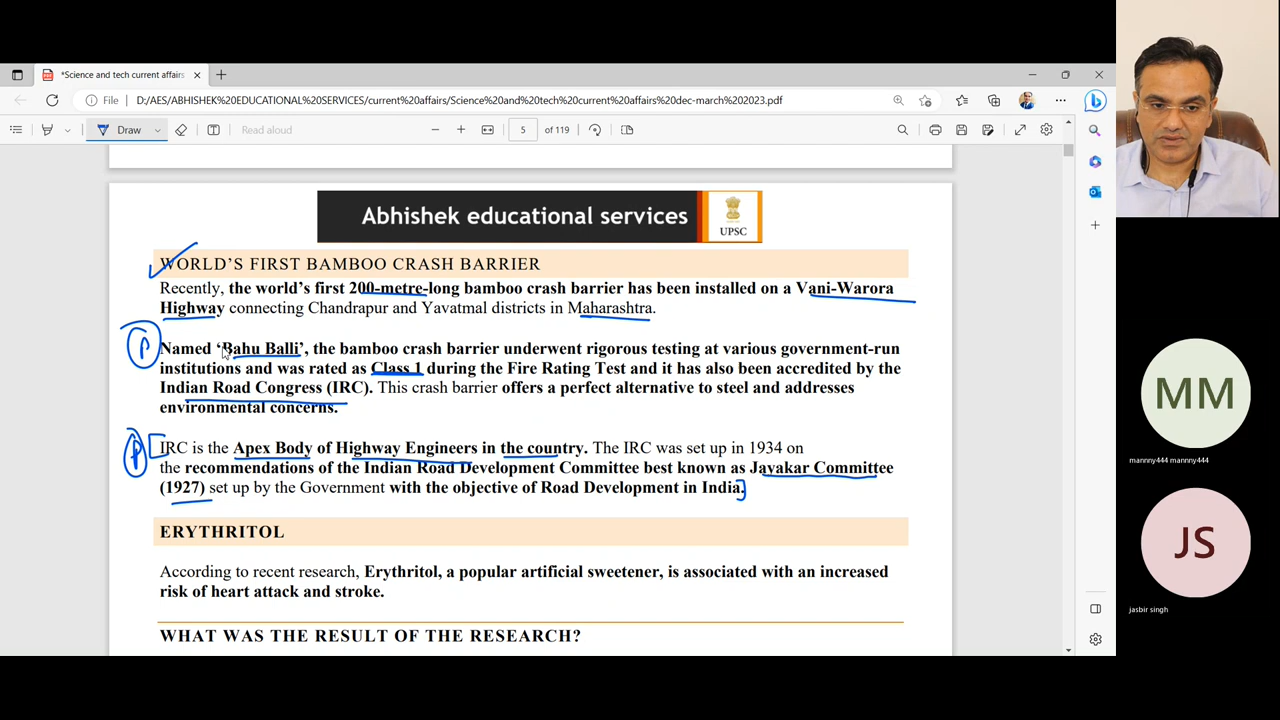 *Science and tech current affairs
File
D:/AES/ABHISHEK%20EDUCATIONAL%20SERVICES/current%20affairs/Science%20and%20tech%20current%20affairs%20dec-march%202023.pdf
Draw
Read aloud
5 of 119
Abhishek educational services
UPSC
WORLD'S FIRST BAMBOO CRASH BARRIER
Recently, the world's first 200-metre-long bamboo crash barrier has been installed on a Vani-Warora
Highway connecting Chandrapur and Yavatmal districts in Maharashtra.
P
Named ‘Bahu Balli’, the bamboo crash barrier underwent rigorous testing at various government-run
institutions and was rated as Class 1 during the Fire Rating Test and it has also been accredited by the
Indian Road Congress (IRC). This crash barrier offers a perfect alternative to steel and addresses
environmental concerns.
P
IRC is the Apex Body of Highway Engineers in the country. The IRC was set up in 1934 on
the recommendations of the Indian Road Development Committee best known as Jayakar Committee
(1927) set up by the Government with the objective of Road Development in India.
ERYTHRITOL
According to recent research, Erythritol, a popular artificial sweetener, is associated with an increased
risk of heart attack and stroke.
WHAT WAS THE RESULT OF THE RESEARCH?
MM
mannny444 mannny444
JS
jasbir singh